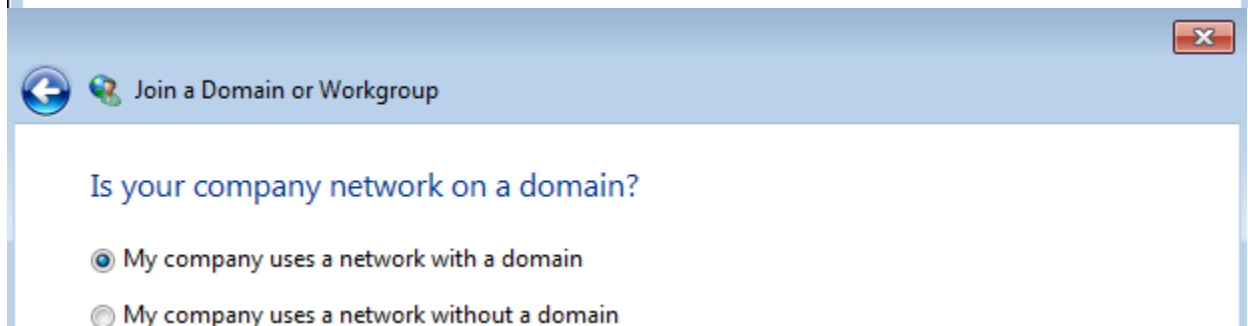 Join a Domain or Workgroup
Is your company network on a domain?
My company uses a network with a domain
My company uses a network without a domain